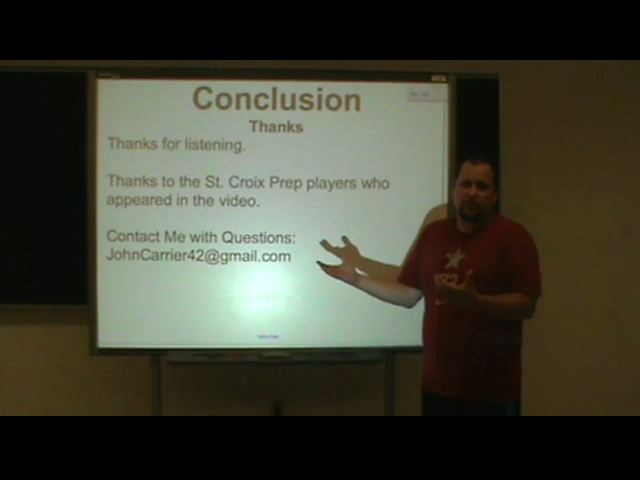 Conclusion
Thanks
Thanks for listening.
Thanks to the St. Croix Prep players who
appeared in the video.
Contact Me with Questions:
JohnCarrier42@gmail.com